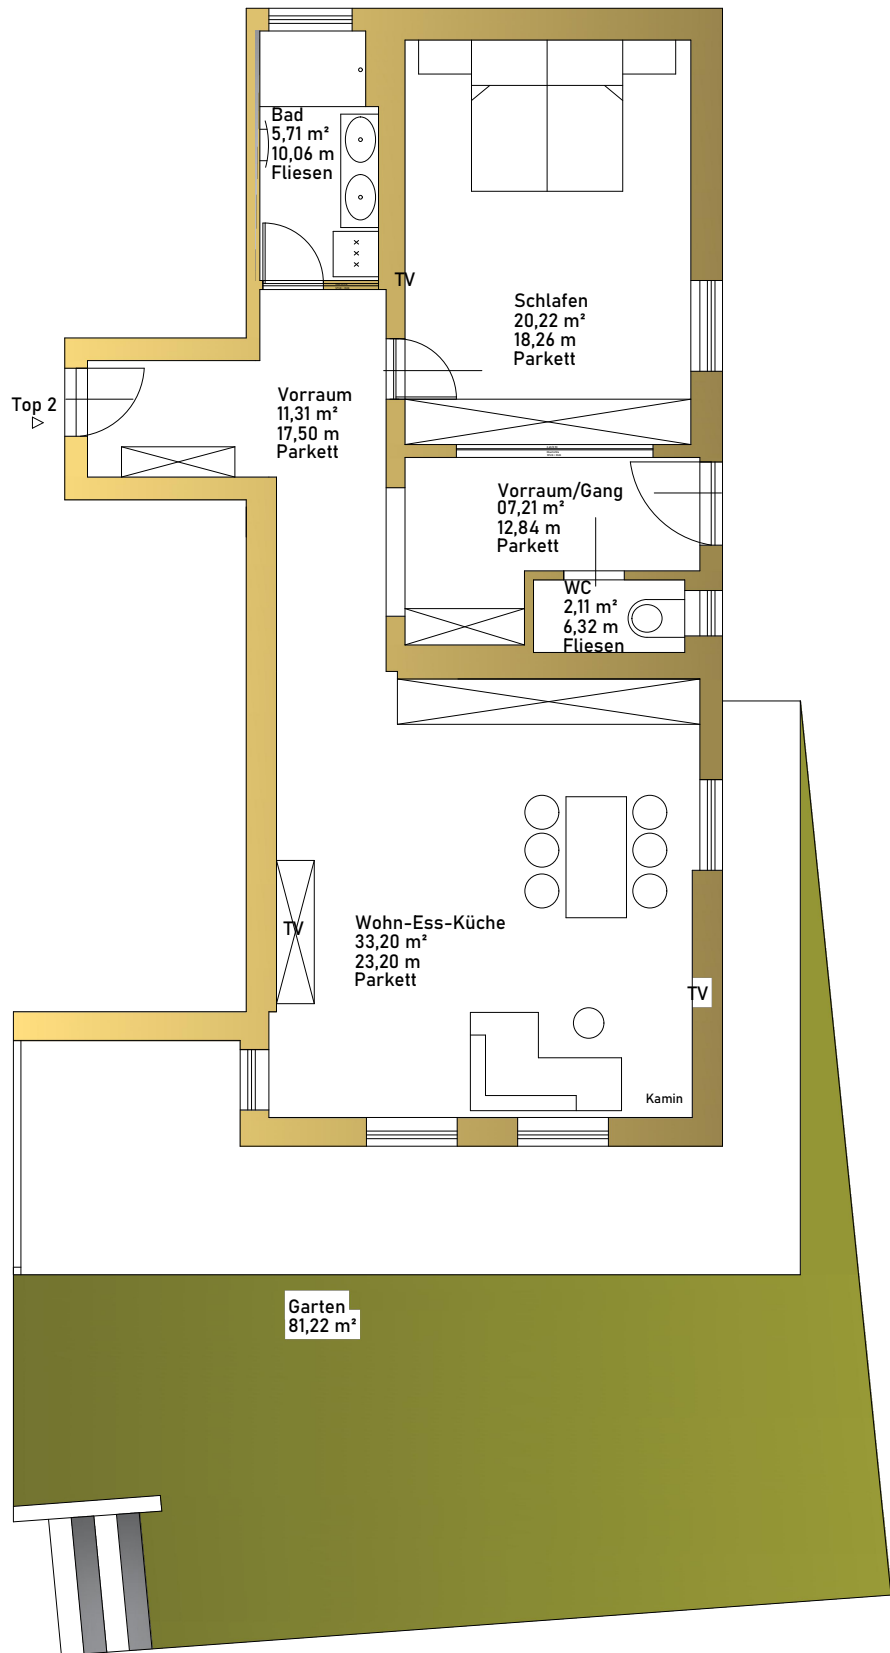 Bad
5,71 m²
10,06 m
Fliesen
TV
Schlafen
20,22 m²
18,26 m
Parkett
Top 2
Vorraum
11,31 m²
17,50 m
Parkett
Vorraum/Gang
07,21 m²
12,84 m
Parkett
WC
2,11 m²
6,32 m
Fliesen
Wohn-Ess-Küche
33,20 m²
23,20 m
Parkett
TV
TV
Kamin
Garten
81,22 m²